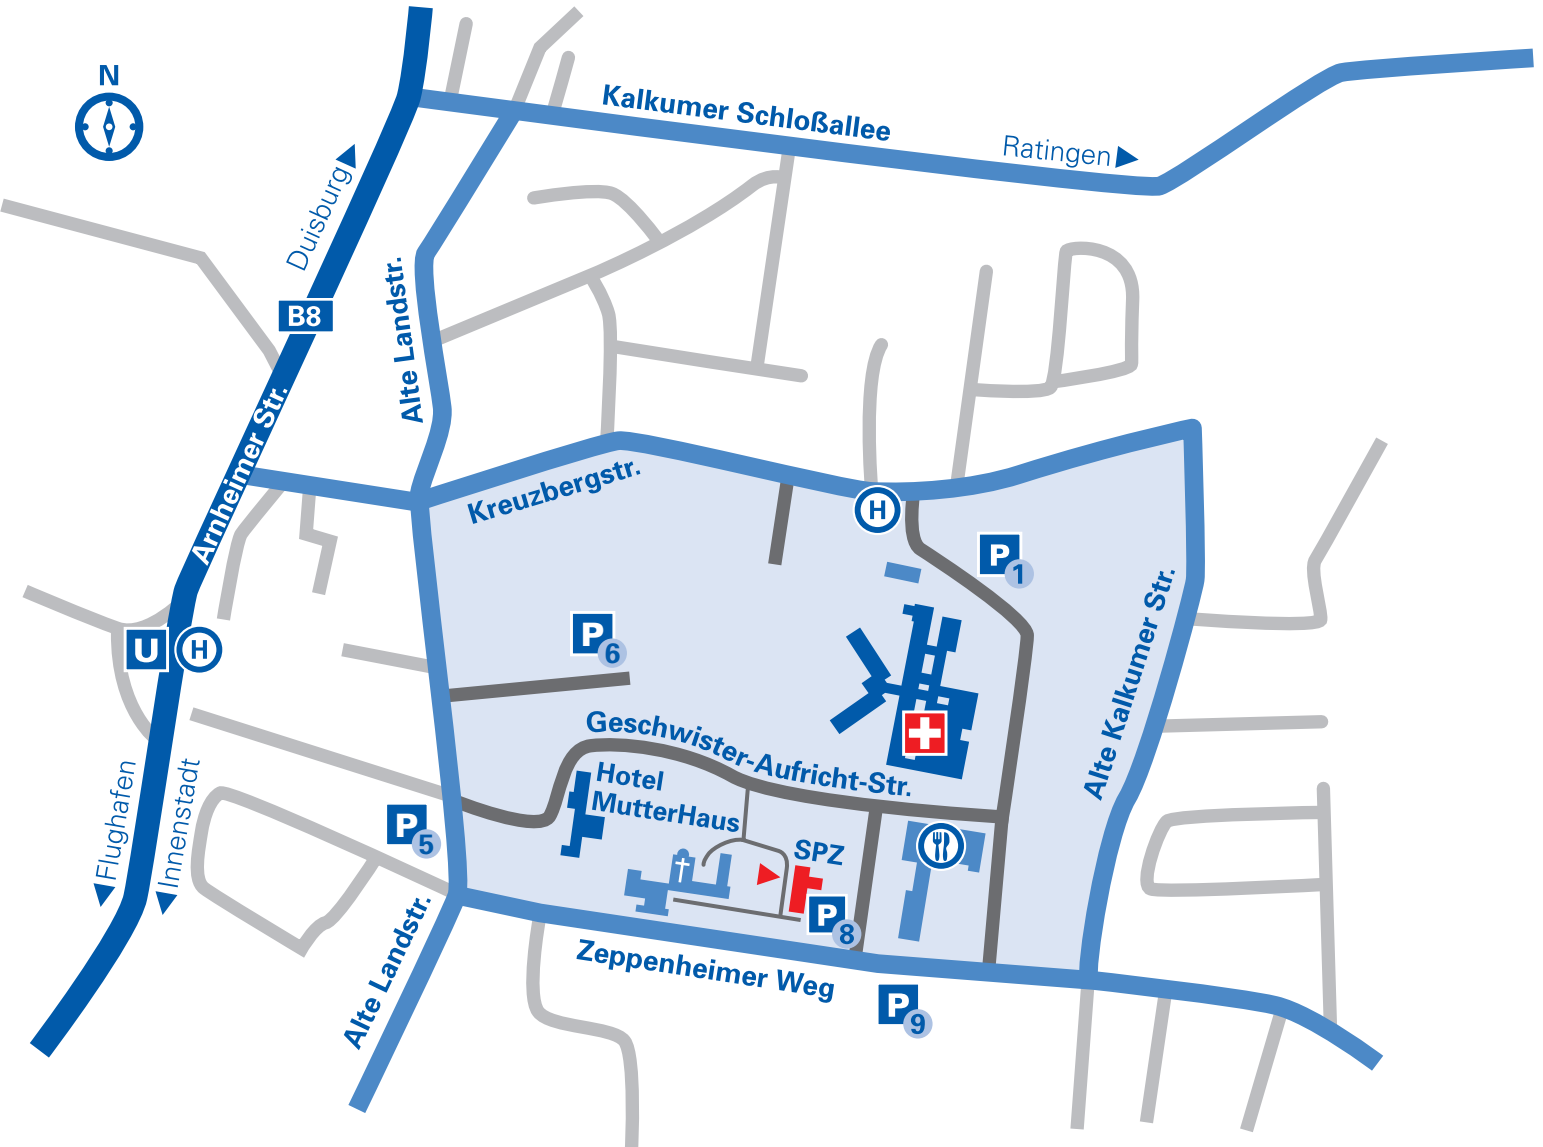 N
Kalkumer Schloßallee
Ratingen
Duisburg
B8
Alte Landstr.
Arnheimer Str.
Kreuzbergstr.
H
P
1
Alte Kalkumer Str.
P
6
U
H
Geschwister-Aufricht-Str.
Hotel
MutterHaus
Flughafen
Innenstadt
P
5
SPZ
P
8
Alte Landstr.
Zeppenheimer Weg
P
9